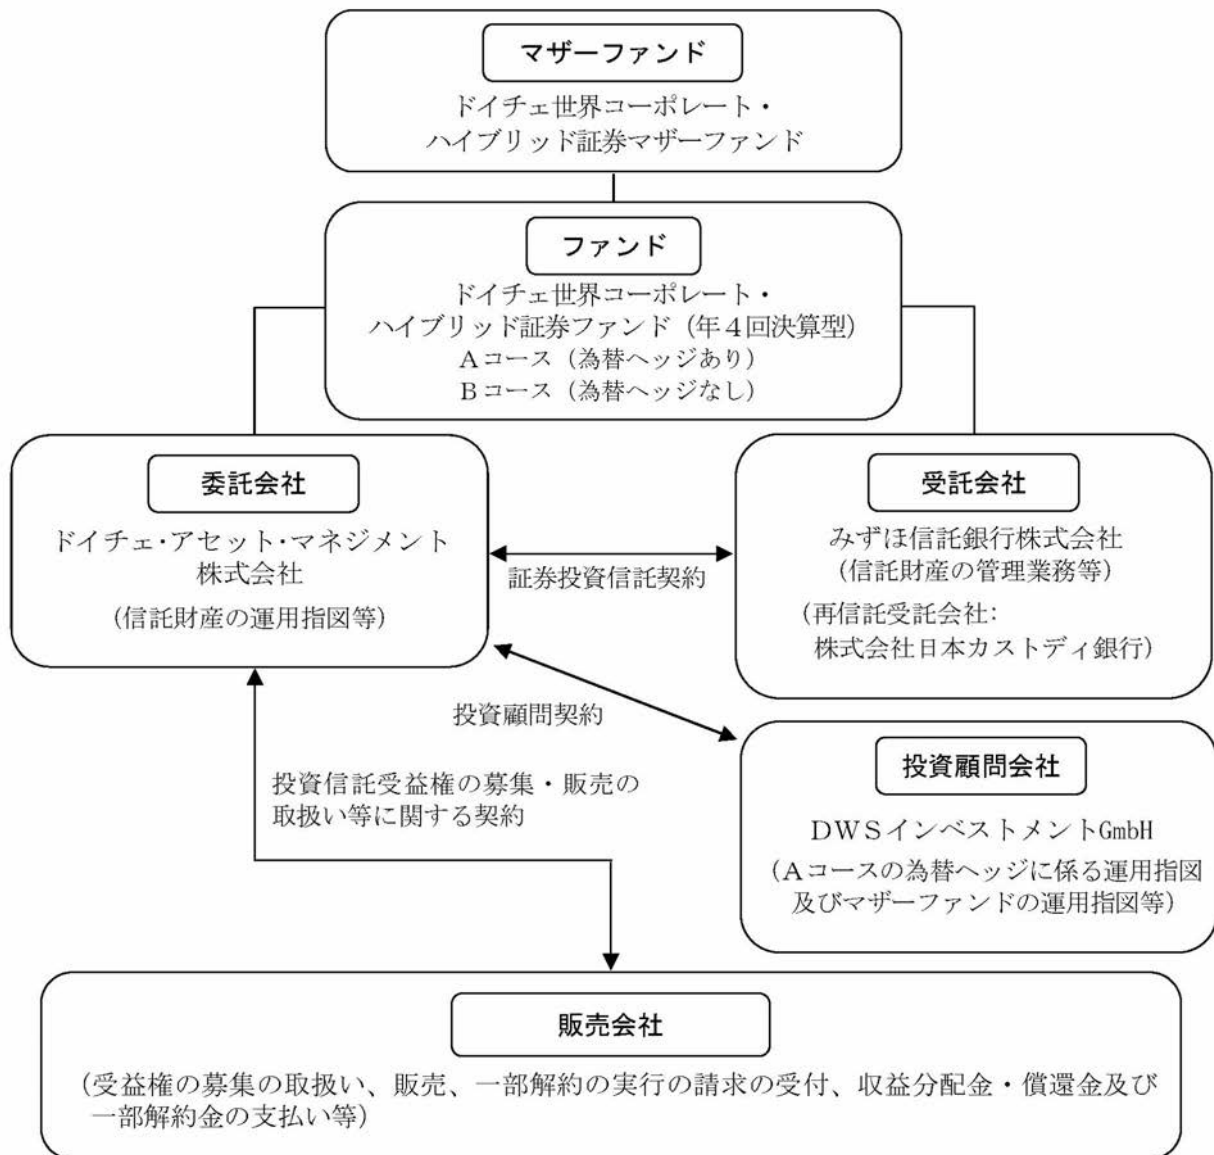 マザーファンド
ドイチェ世界コーポレート・
ハイブリッド証券マザーファンド
ファンド
ドイチェ世界コーポレート・
ハイブリッド証券ファンド（年４回決算型）
Ａコース（為替ヘッジあり）
Ｂコース（為替ヘッジなし）
委託会社
ドイチェ・アセット・マネジメント
株式会社
（信託財産の運用指図等）
証券投資信託契約
受託会社
みずほ信託銀行株式会社
（信託財産の管理業務等）
（再信託受託会社：
株式会社日本カストディ銀行）
投資顧問契約
投資顧問会社
ＤＷＳインベストメントGmbH
（Ａコースの為替ヘッジに係る運用指図
及びマザーファンドの運用指図等）
投資信託受益権の募集・販売の
取扱い等に関する契約
販売会社
（受益権の募集の取扱い、販売、一部解約の実行の請求の受付、収益分配金・償還金及び
一部解約金の支払い等）